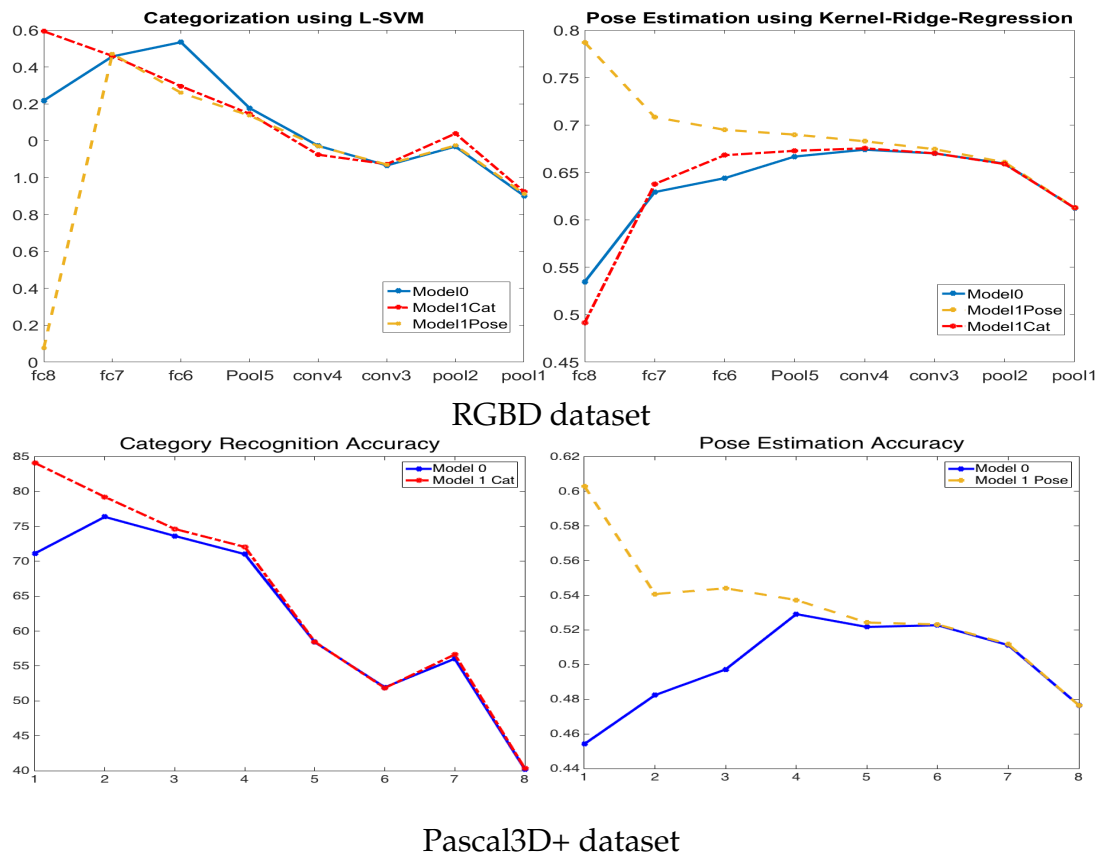 Categorization using L-SVM
0.6
0.4
0.2
0
1.0
0.8
0.6
0.4
0.2
0
fc8 fc7 fc6 Pool5 conv4 conv3 pool2 pool1
Model0
Model1Cat
Model1Pose
Pose Estimation using Kernel-Ridge-Regression
0.8
0.75
0.7
0.65
0.6
0.55
0.5
0.45
fc8 fc7 fc6 Pool5 conv4 conv3 pool2 pool1
Model0
Model1Pose
Model1Cat
RGBD dataset
Category Recognition Accuracy
85
80
75
70
65
60
55
50
45
40
1 2 3 4 5 6 7 8
Model 0
Model 1 Cat
Pose Estimation Accuracy
0.62
0.6
0.58
0.56
0.54
0.52
0.5
0.48
0.46
0.44
1 2 3 4 5 6 7 8
Model 0
Model 1 Pose
Pascal3D+ dataset